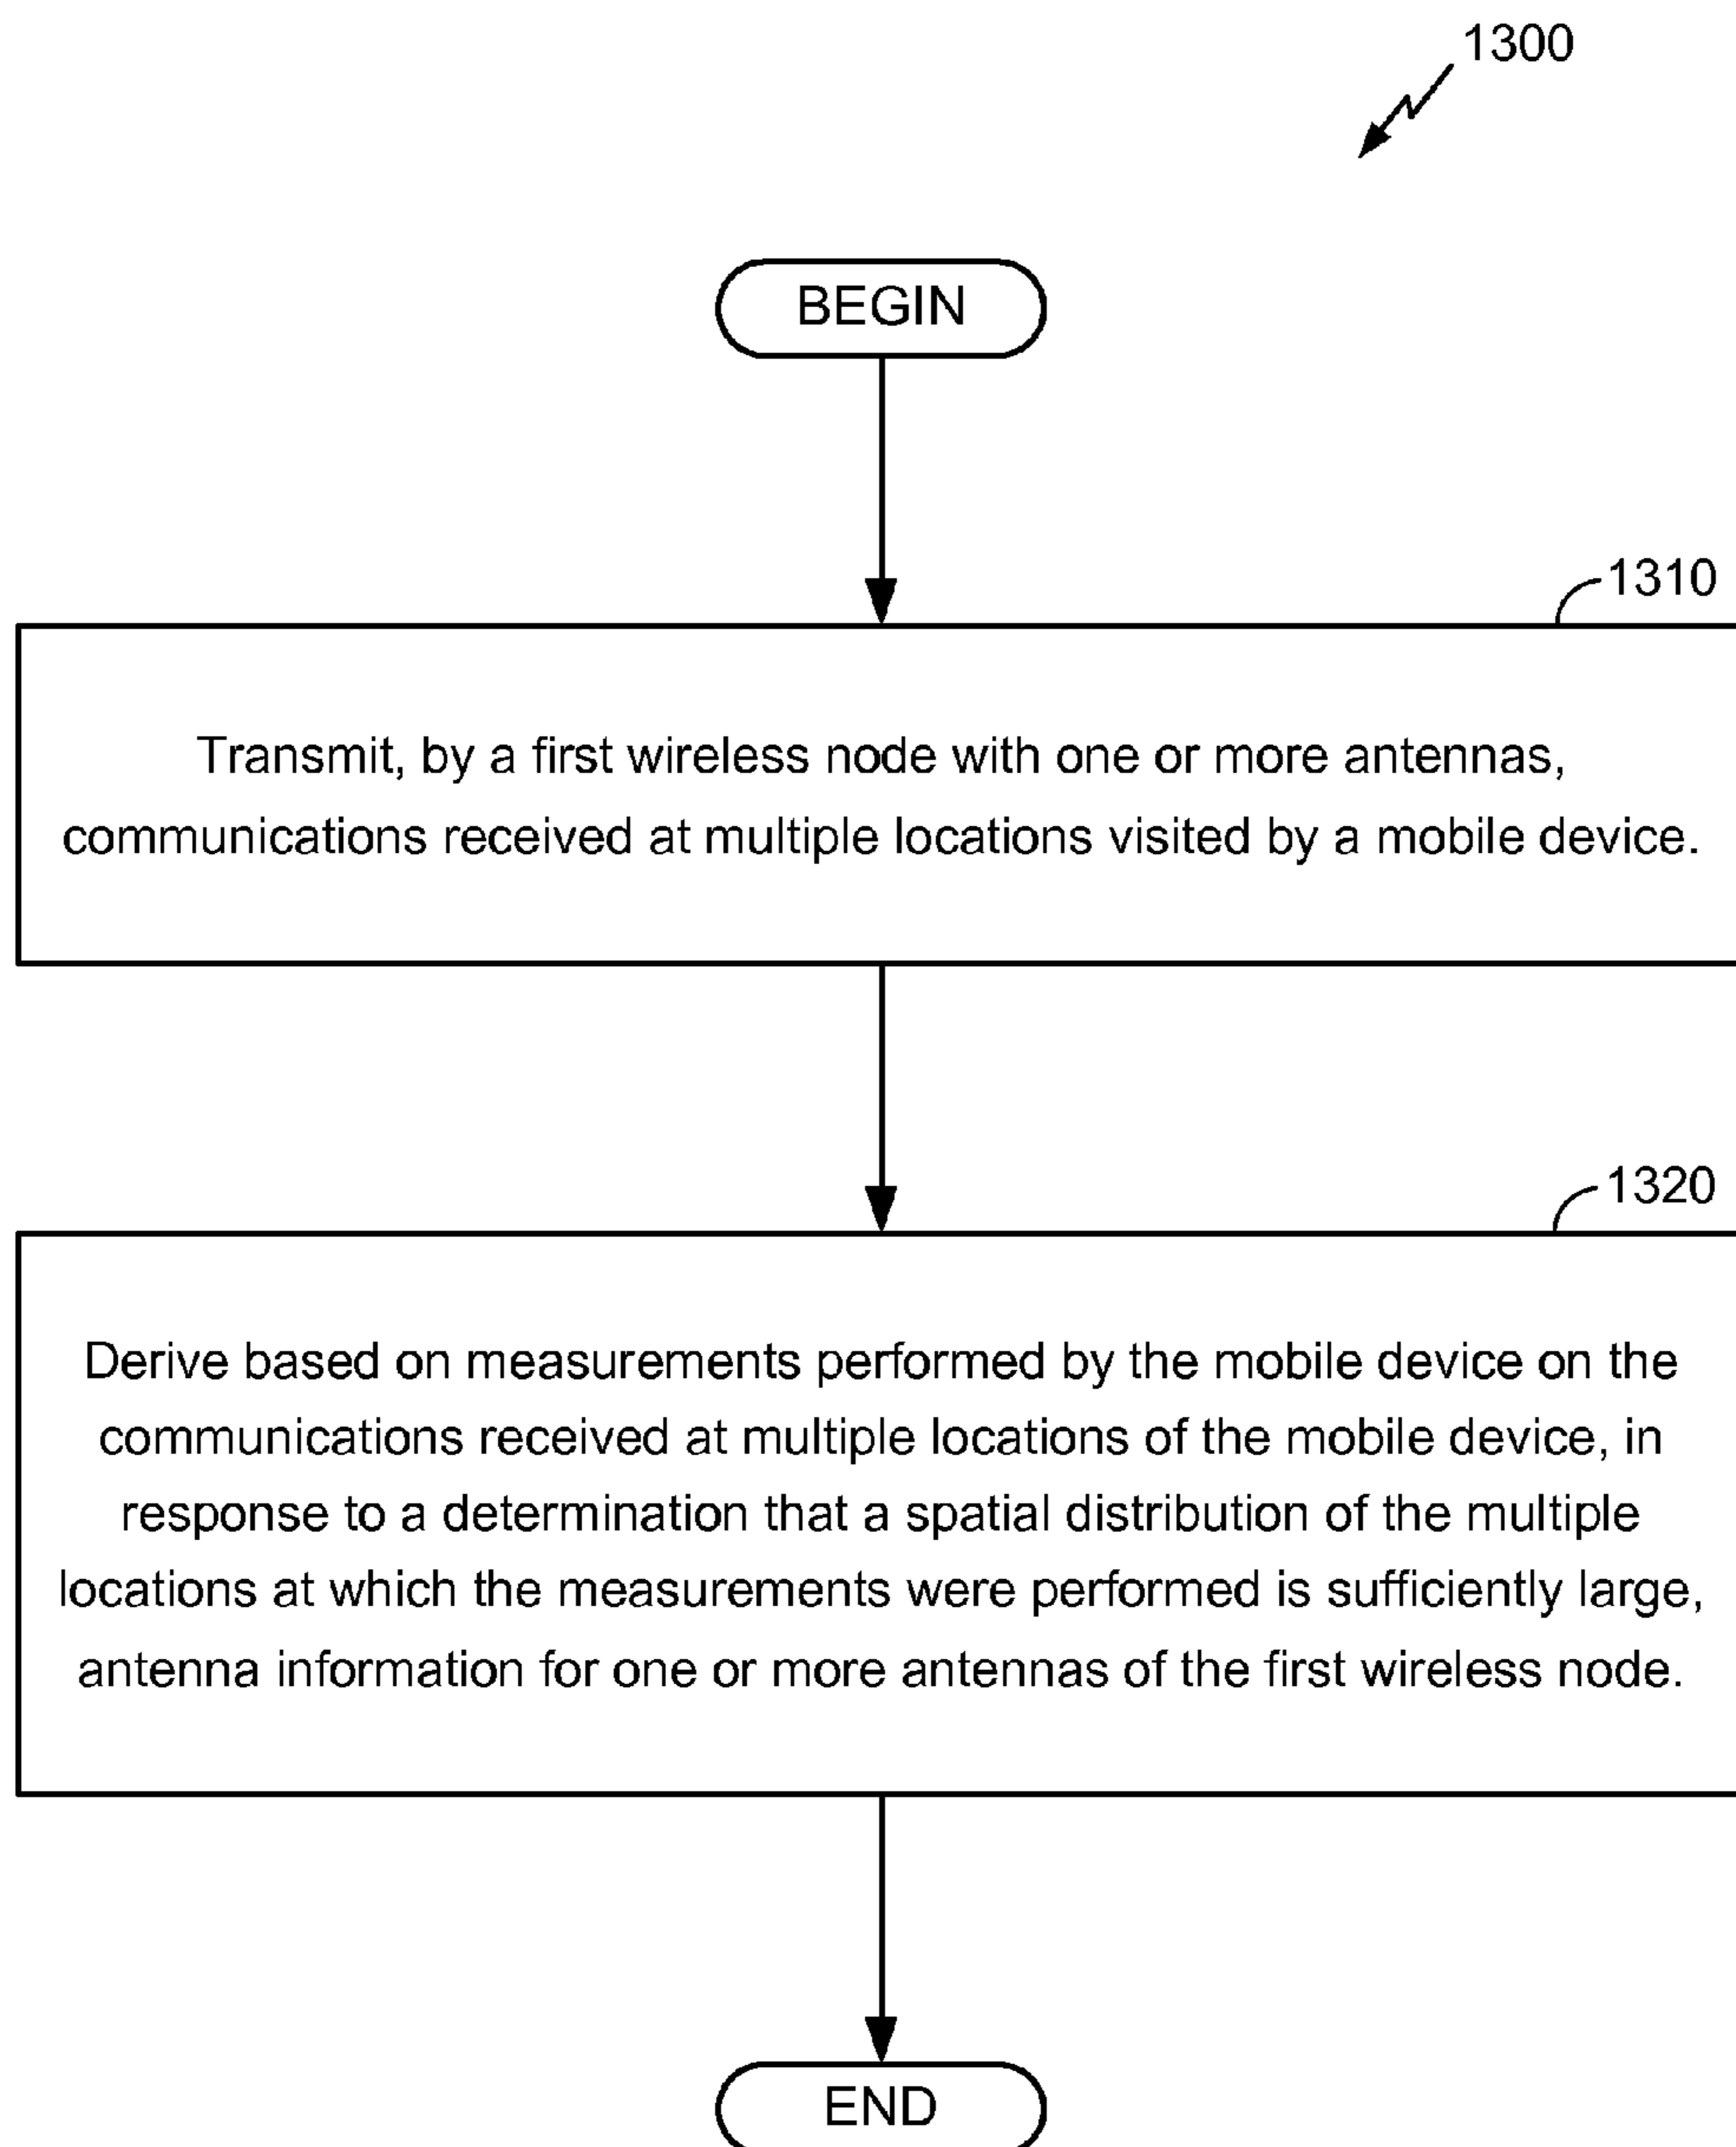 1300
BEGIN
1310
Transmit, by a first wireless node with one or more antennas,
communications received at multiple locations visited by a mobile device.
1320
Derive based on measurements performed by the mobile device on the
communications received at multiple locations of the mobile device, in
response to a determination that a spatial distribution of the multiple
locations at which the measurements were performed is sufficiently large,
antenna information for one or more antennas of the first wireless node.
END